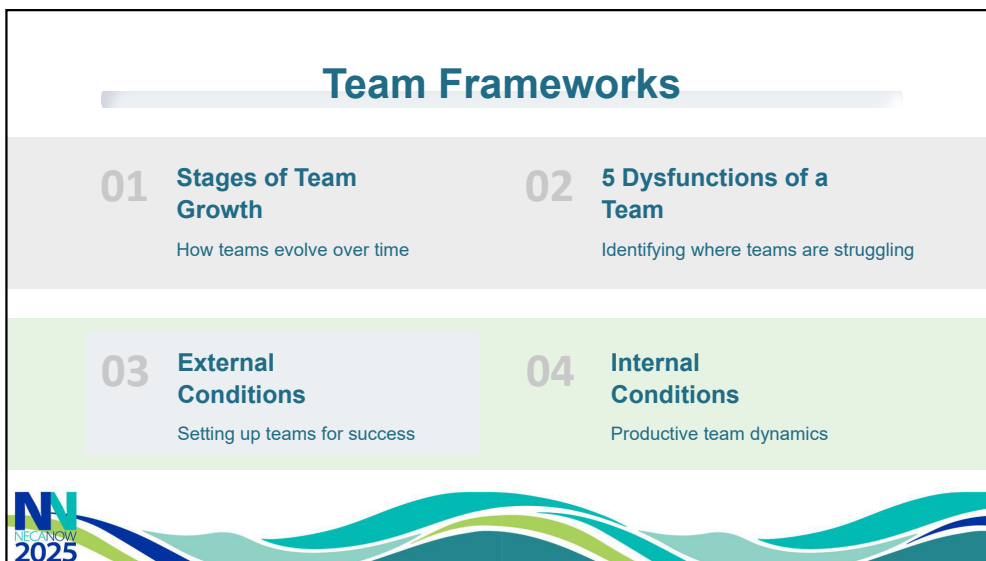 Team Frameworks
01
Stages of Team
Growth
How teams evolve over time
02
5 Dysfunctions of a
Team
Identifying where teams are struggling
03
External
Conditions
Setting up teams for success
04
Internal
Conditions
Productive team dynamics
NN
NECANOW
2025